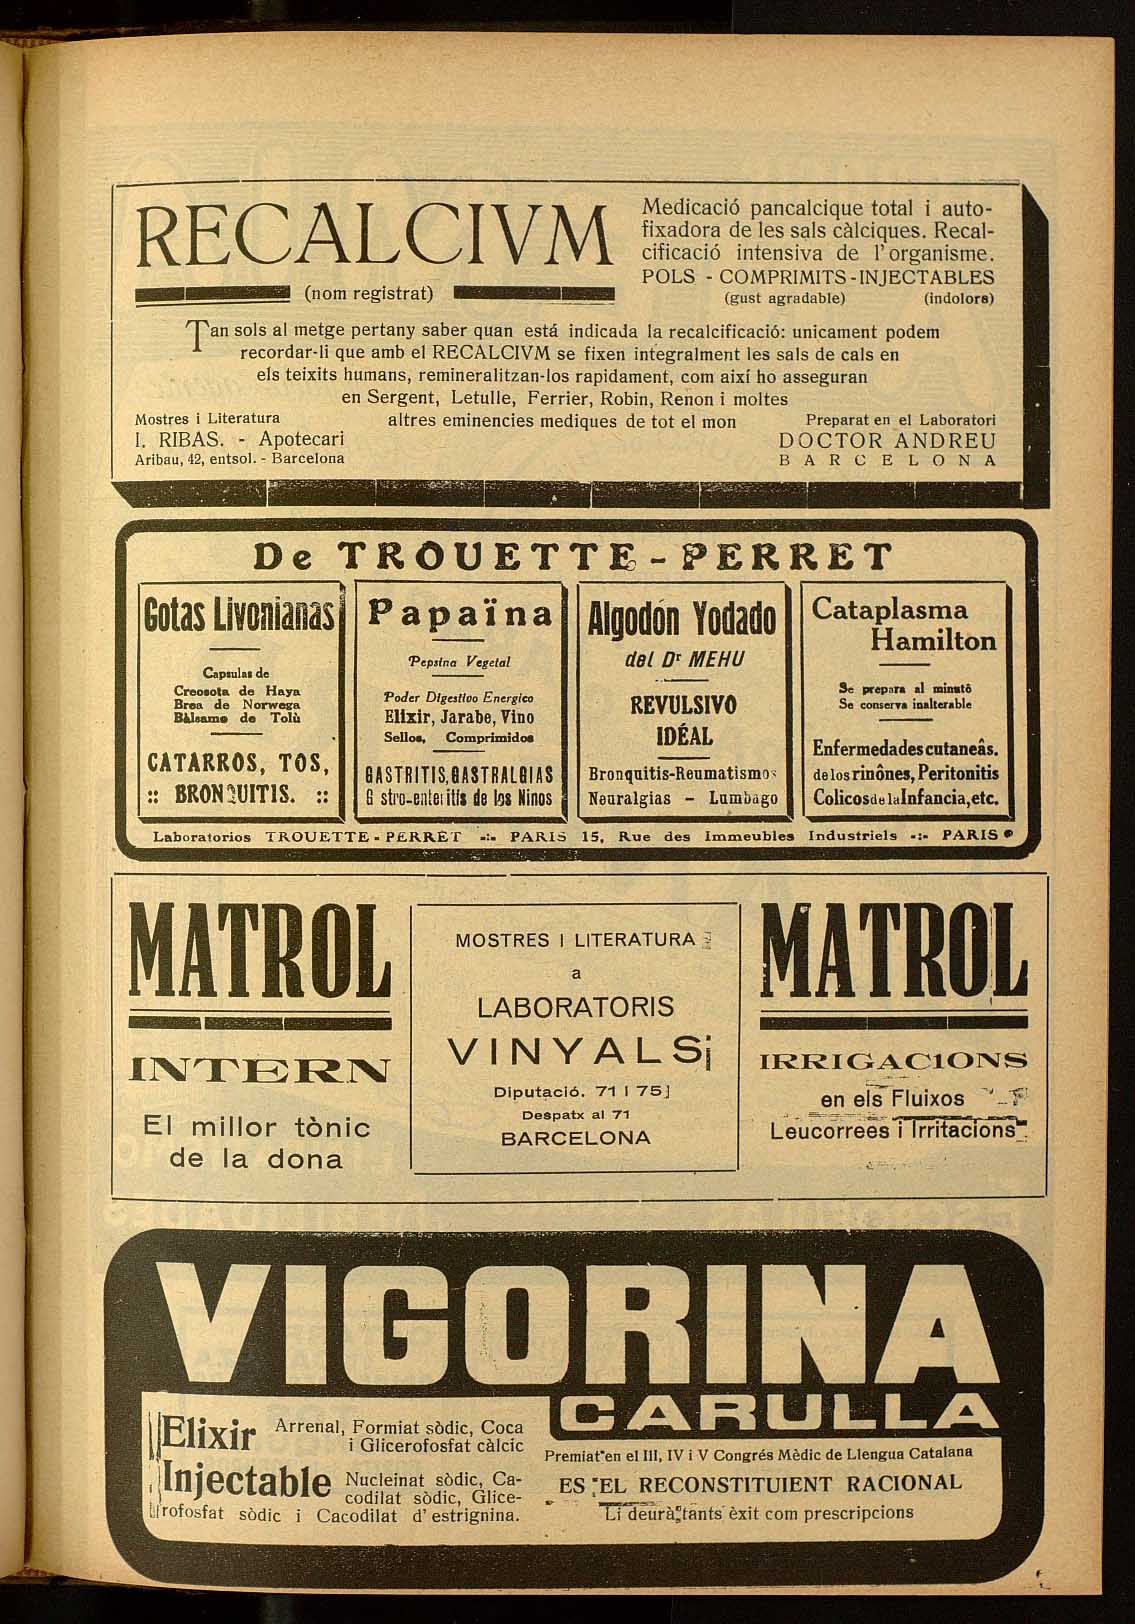 RECALCIVM
(nom registrat)
Medicació pancalcique total i auto-
fixadora de les sals càlciques. Recal-
cificació intensiva de l'organisme.
POLS - COMPRIMITS - INJECTABLES
(gust agradable) (indolors)
Tan sols al metge pertany saber quan está indicada la recalcificació: unicament podem
recordar-li que amb el RECALCIVM se fixen integralment les sals de cals en
els teixits humans, remineralitzan-los rapidament, com així ho asseguran
en Sergent, Letulle, Ferrier, Robin, Renon i moltes
altres eminencies mediques de tot el mon
Mostres i Literatura
I. RIBAS. - Apotecari
Aribau, 42, entsol. - Barcelona
Preparat en el Laboratori
DOCTOR ANDREU
BARCELONA
De TROUETTE-PERRET
Gotas Livonianas
Capsulas de
Creosota de Haya
Brea de Norwega
Bàlsamo de Tolù
CATARROS, TOS,
:: BRONQUITIS. ::
Papaïna
Pepsina Vegetal
Poder Digestivo Energico
Elixir, Jarabe, Vino
Sellos, Comprimidos
GASTRITIS, GASTRALGIAS
G stro-enteritis de los Ninos
Algodón Yodado
del Dr MEHU
REVULSIVO
IDÉAL
Bronquitis-Reumatismos
Neuralgias - Lumbago
Cataplasma
Hamilton
Se prepara al minutó
Se conserva inalterable
Enfermedades cutaneâs.
de los rinônes, Peritonitis
Colicos de la Infancia, etc.
Laboratorios TROUETTE-PERRET -:- PARIS 15, Rue des Immeubles Industriels -:- PARIS
MATROL
INTERN
El millor tònic
de la dona
MOSTRES I LITERATURA
a
LABORATORIS
VINYALS
Diputació. 71 I 75
Despatx al 71
BARCELONA
MATROL
IRRIGACIONS
en els Fluixos
Leucorrees i Irritacions
VIGORINA
CARULLA
Elixir Arrenal, Formiat sòdic, Coca
i Glicerofosfat càlcic
Injectable Nucleinat sòdic, Ca-
codilat sòdic, Glice-
rofosfat sòdic i Cacodilat d'estrignina.
Premiat en el III, IV i V Congrés Mèdic de Llengua Catalana
ES EL RECONSTITUIENT RACIONAL
Li deurà tants èxit com prescripcions